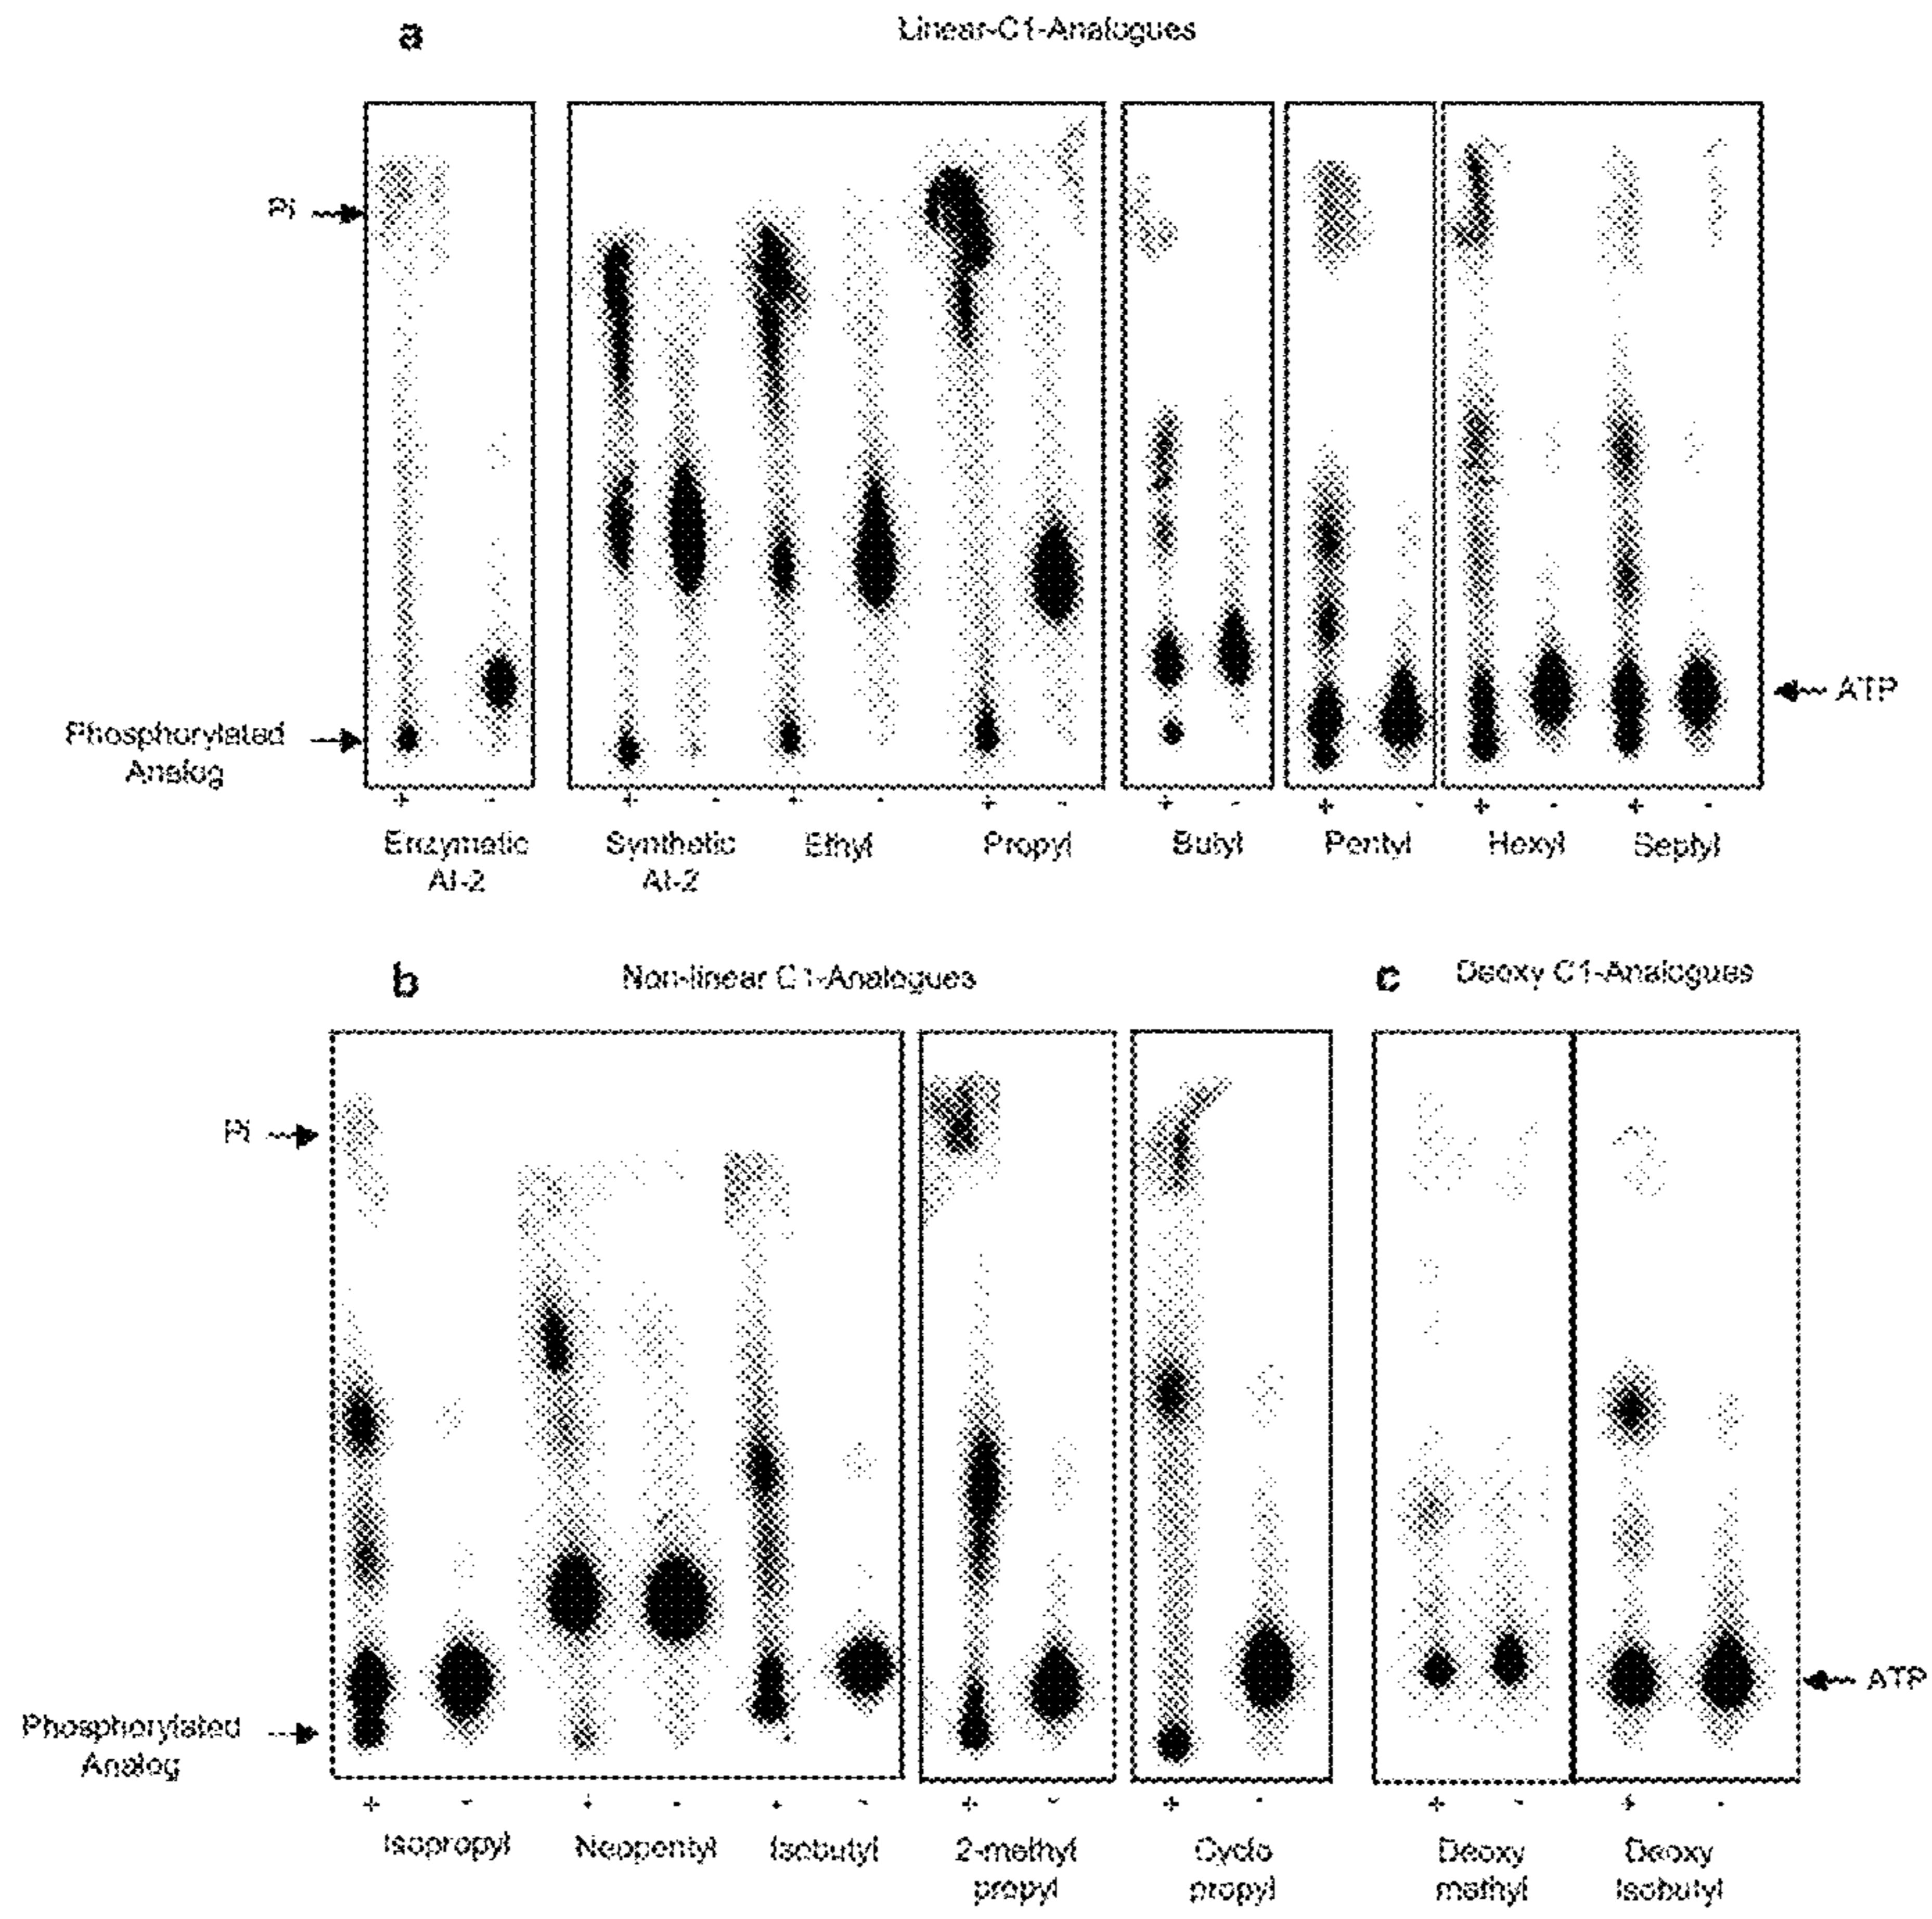 a
Linear-C1-Analogues
Pi
Phosphorylated
Analog
ATP
+ - + - + - + - + - + - + - + -
Enzymatic
AI-2
Synthetic
AI-2
Ethyl
Propyl
Butyl
Pentyl
Hexyl
Septyl
b
Non-linear C1-Analogues
c
Deoxy C1-Analogues
Pi
Phosphorylated
Analog
ATP
+ - + - + - + - + - + - + -
Isopropyl
Neopentyl
Isobutyl
2-methyl
propyl
Cyclo
propyl
Deoxy
methyl
Deoxy
Isobutyl